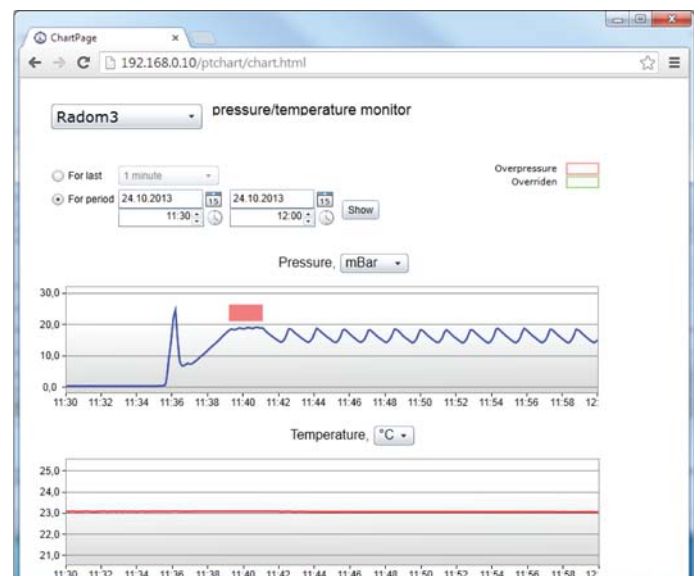 ChartPage
192.168.0.10/ptchart/chart.html
Radom3 pressure/temperature monitor
For last 1 minute
Overpressure
Overriden
For period 24.10.2013 15 24.10.2013 15
11:30 12:00 Show
Pressure, mBar
30,0
20,0
10,0
0,0
11:30 11:32 11:34 11:36 11:38 11:40 11:42 11:44 11:46 11:48 11:50 11:52 11:54 11:56 11:58 12:
Temperature, °C
25,0
24,0
23,0
22,0
21,0
11:30 11:32 11:34 11:36 11:38 11:40 11:42 11:44 11:46 11:48 11:50 11:52 11:54 11:56 11:58 12: